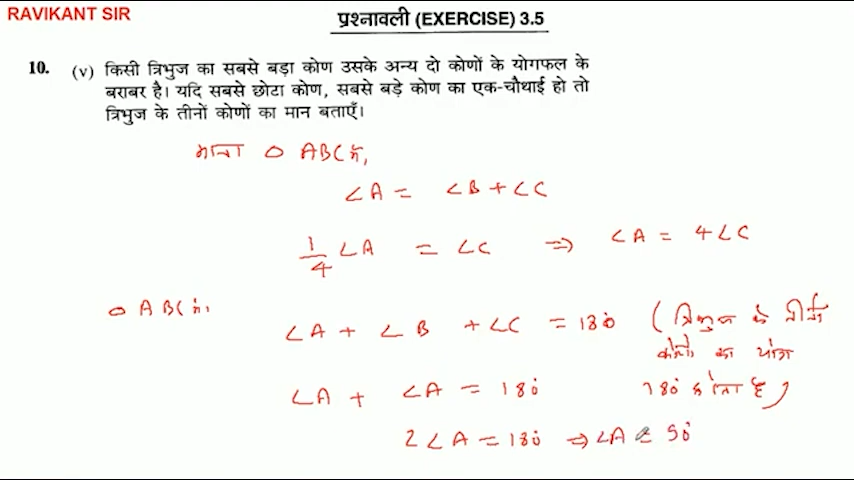 RAVIKANT SIR
प्रश्नावली (EXERCISE) 3.5
10. (v) किसी त्रिभुज का सबसे बड़ा कोण उसके अन्य दो कोणों के योगफल के
बराबर है। यदि सबसे छोटा कोण, सबसे बड़े कोण का एक-चौथाई हो तो
त्रिभुज के तीनों कोणों का मान बताएँ।
माना △ ABC में,
∠A = ∠B + ∠C
1/4 ∠A = ∠C ⇒ ∠A = 4∠C
△ ABC में,
∠A + ∠B + ∠C = 180° (त्रिभुज के तीनों
कोणों का योग
∠A + ∠A = 180° 180° होता है)
2∠A = 180° ⇒ ∠A = 90°